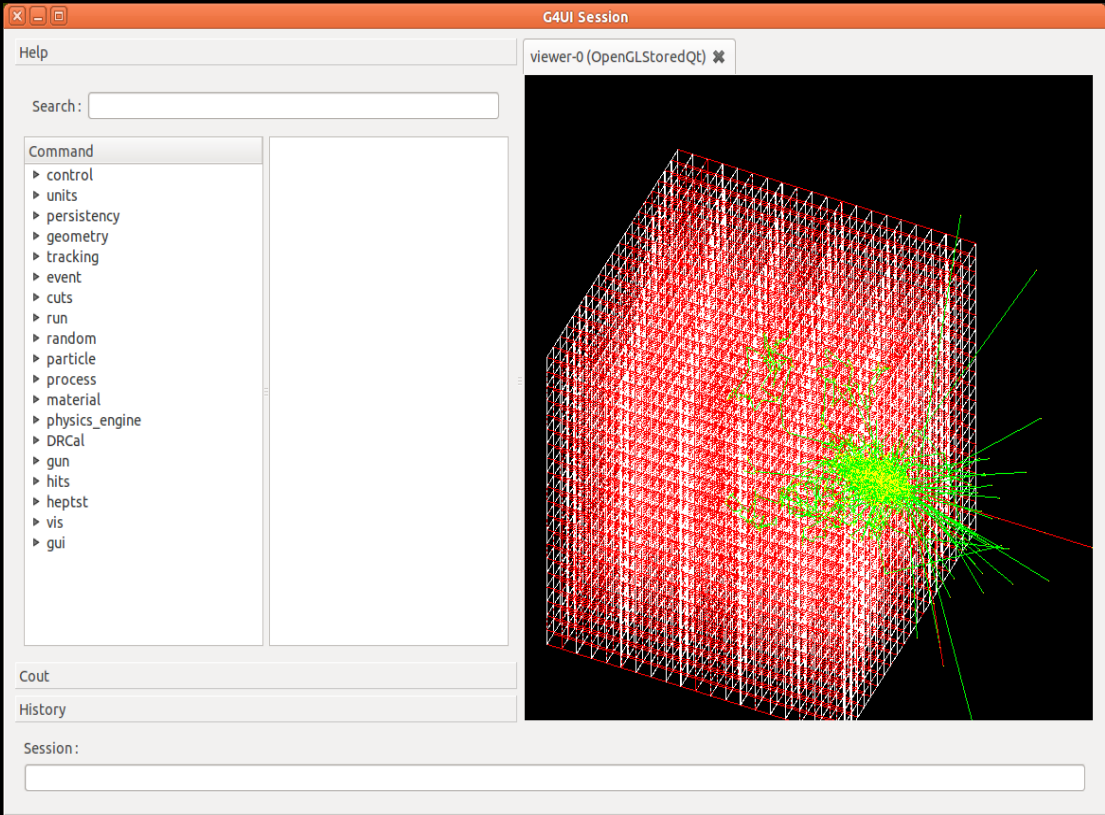 G4UI Session
Help
viewer-0 (OpenGLStoredQt)
Search :
Command
control
units
persistency
geometry
tracking
event
cuts
run
random
particle
process
material
physics_engine
DRCal
gun
hits
heptst
vis
gui
Cout
History
Session :